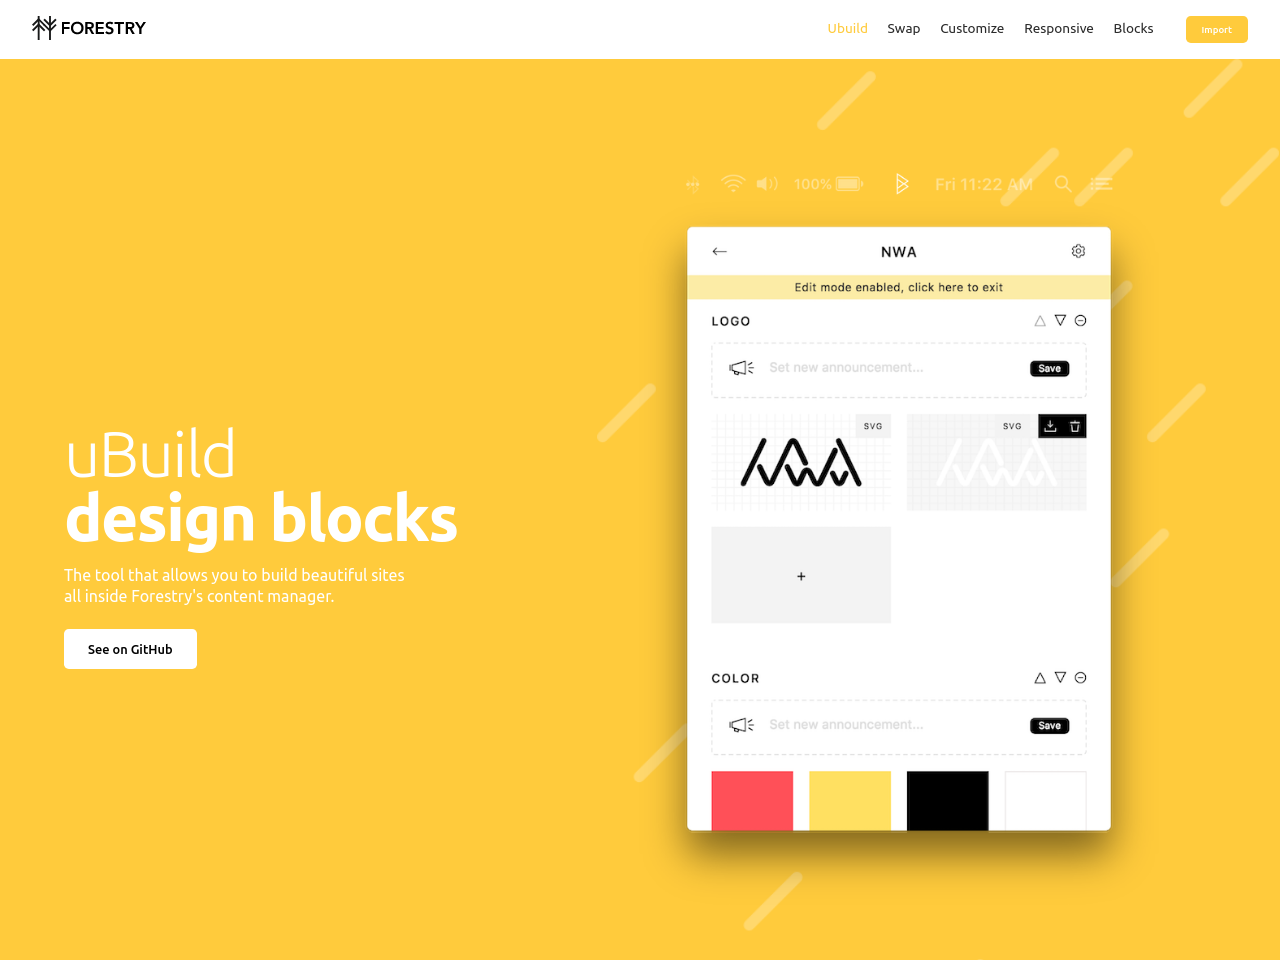 FORESTRY
Ubuild
Swap
Customize
Responsive
Blocks
Import
uBuild
design blocks
The tool that allows you to build beautiful sites
all inside Forestry's content manager.
See on GitHub
100%
Fri 11:22 AM
NWA
Edit mode enabled, click here to exit
LOGO
Set new announcement...
Save
SVG
SVG
+
COLOR
Set new announcement...
Save